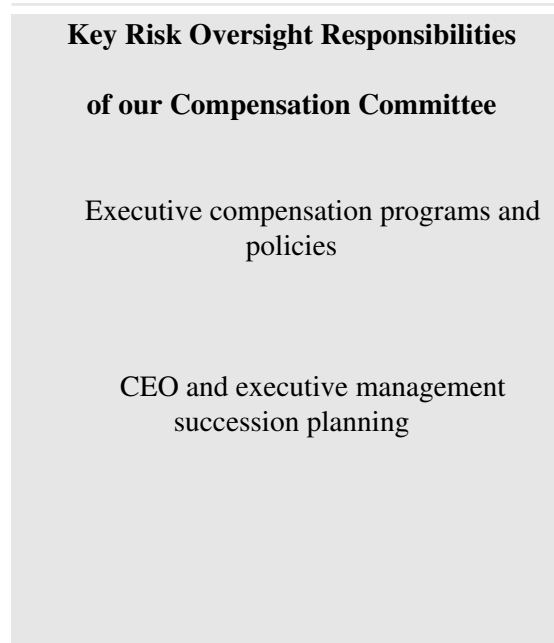 Key Risk Oversight Responsibilities
of our Compensation Committee
Executive compensation programs and
policies
CEO and executive management
succession planning